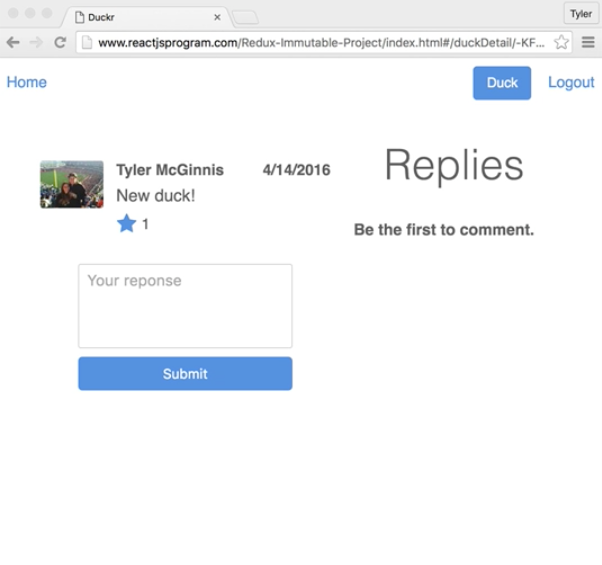 Duckr
Tyler
www.reactjsprogram.com/Redux-Immutable-Project/index.html#/duckDetail/-KF...
Home
Duck
Logout
Tyler McGinnis
4/14/2016
New duck!
1
Replies
Be the first to comment.
Your reponse
Submit